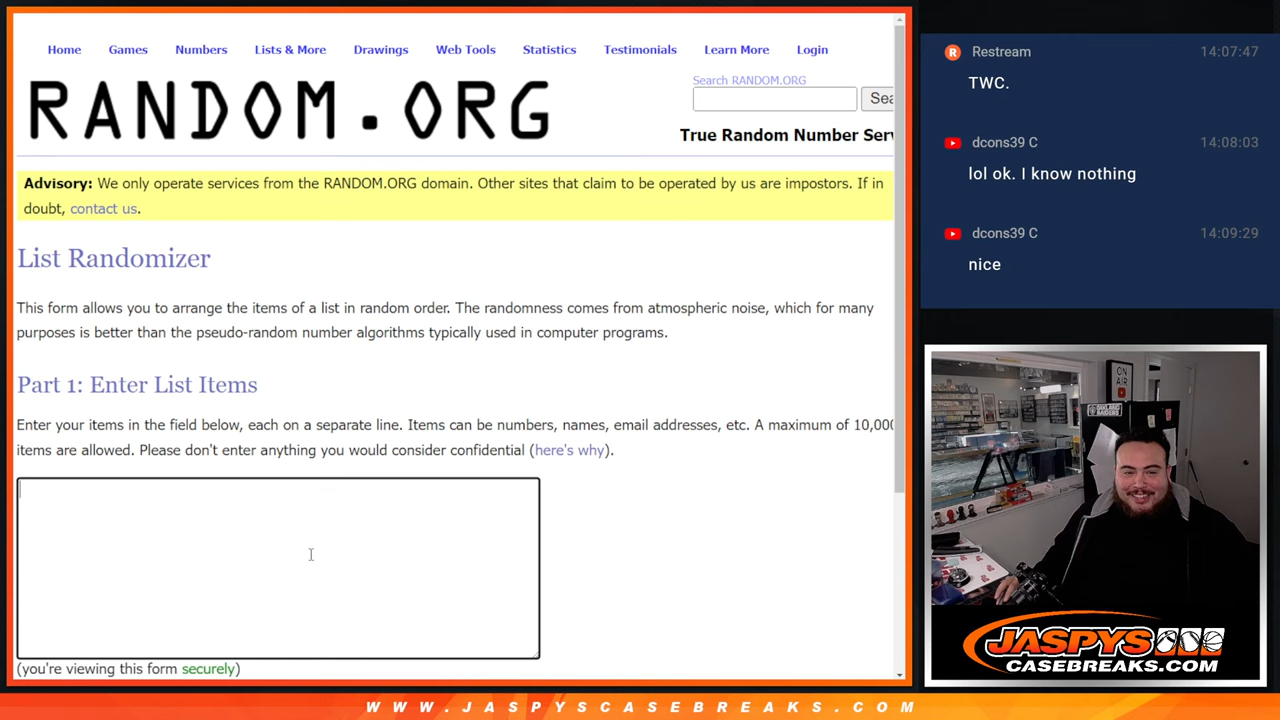 Home Games Numbers Lists & More Drawings Web Tools Statistics Testimonials Learn More Login
RANDOM.ORG
Search RANDOM.ORG
Sea
True Random Number Serv
Advisory: We only operate services from the RANDOM.ORG domain. Other sites that claim to be operated by us are impostors. If in
doubt, contact us.
List Randomizer
This form allows you to arrange the items of a list in random order. The randomness comes from atmospheric noise, which for many
purposes is better than the pseudo-random number algorithms typically used in computer programs.
Part 1: Enter List Items
Enter your items in the field below, each on a separate line. Items can be numbers, names, email addresses, etc. A maximum of 10,000
items are allowed. Please don't enter anything you would consider confidential (here's why).
(you're viewing this form securely)
R Restream 14:07:47
TWC.
dcons39 C 14:08:03
lol ok. I know nothing
dcons39 C 14:09:29
nice
ON
AIR
OAKLAND
RAIDERS
JASPYS
CASEBREAKS.COM
WWW.JASPYSCASEBREAKS.COM